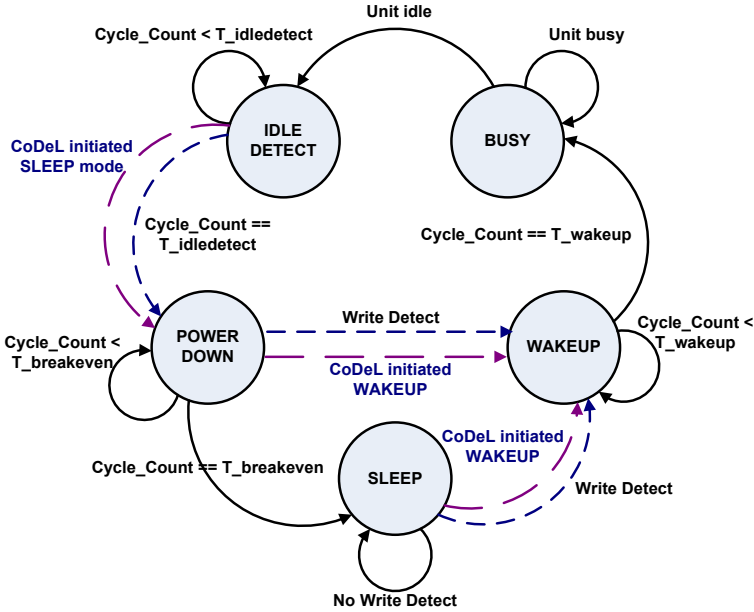 Unit idle
Cycle_Count < T_idledetect
Unit busy
IDLE
DETECT
BUSY
CoDeL initiated
SLEEP mode
Cycle_Count ==
T_idledetect
Cycle_Count == T_wakeup
Write Detect
Cycle_Count <
T_breakeven
POWER
DOWN
WAKEUP
Cycle_Count <
T_wakeup
CoDeL initiated
WAKEUP
CoDeL initiated
WAKEUP
Cycle_Count == T_breakeven
SLEEP
Write Detect
No Write Detect